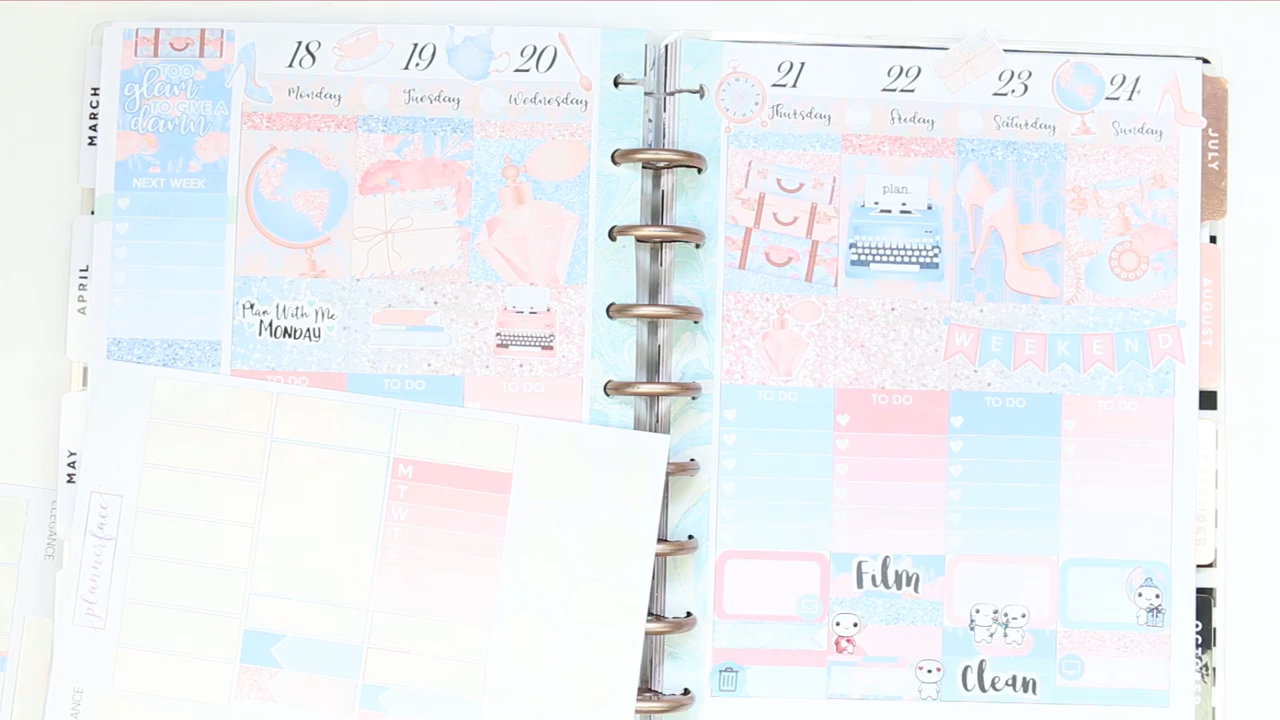 MARCH
APRIL
MAY
TOO
glam
TO GIVE A
damn
NEXT WEEK
18
19
20
Monday
Tuesday
Wednesday
Plan With Me
MONDAY
TO DO
TO DO
TO DO
M
T
W
T
plannerface
ELEGANCE
21
22
23
24
Thursday
Friday
Saturday
Sunday
plan.
WEEKEND
TO DO
TO DO
TO DO
TO DO
Film
Clean
JULY
AUGUST